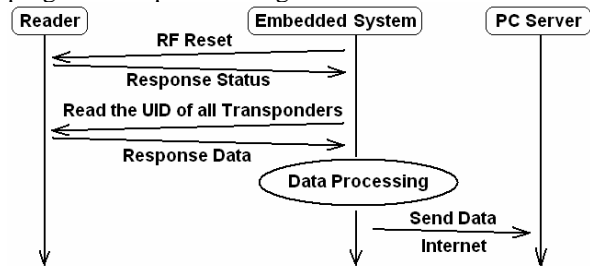 Reader Embedded System PC Server
RF Reset
Response Status
Read the UID of all Transponders
Response Data
Data Processing
Send Data
Internet